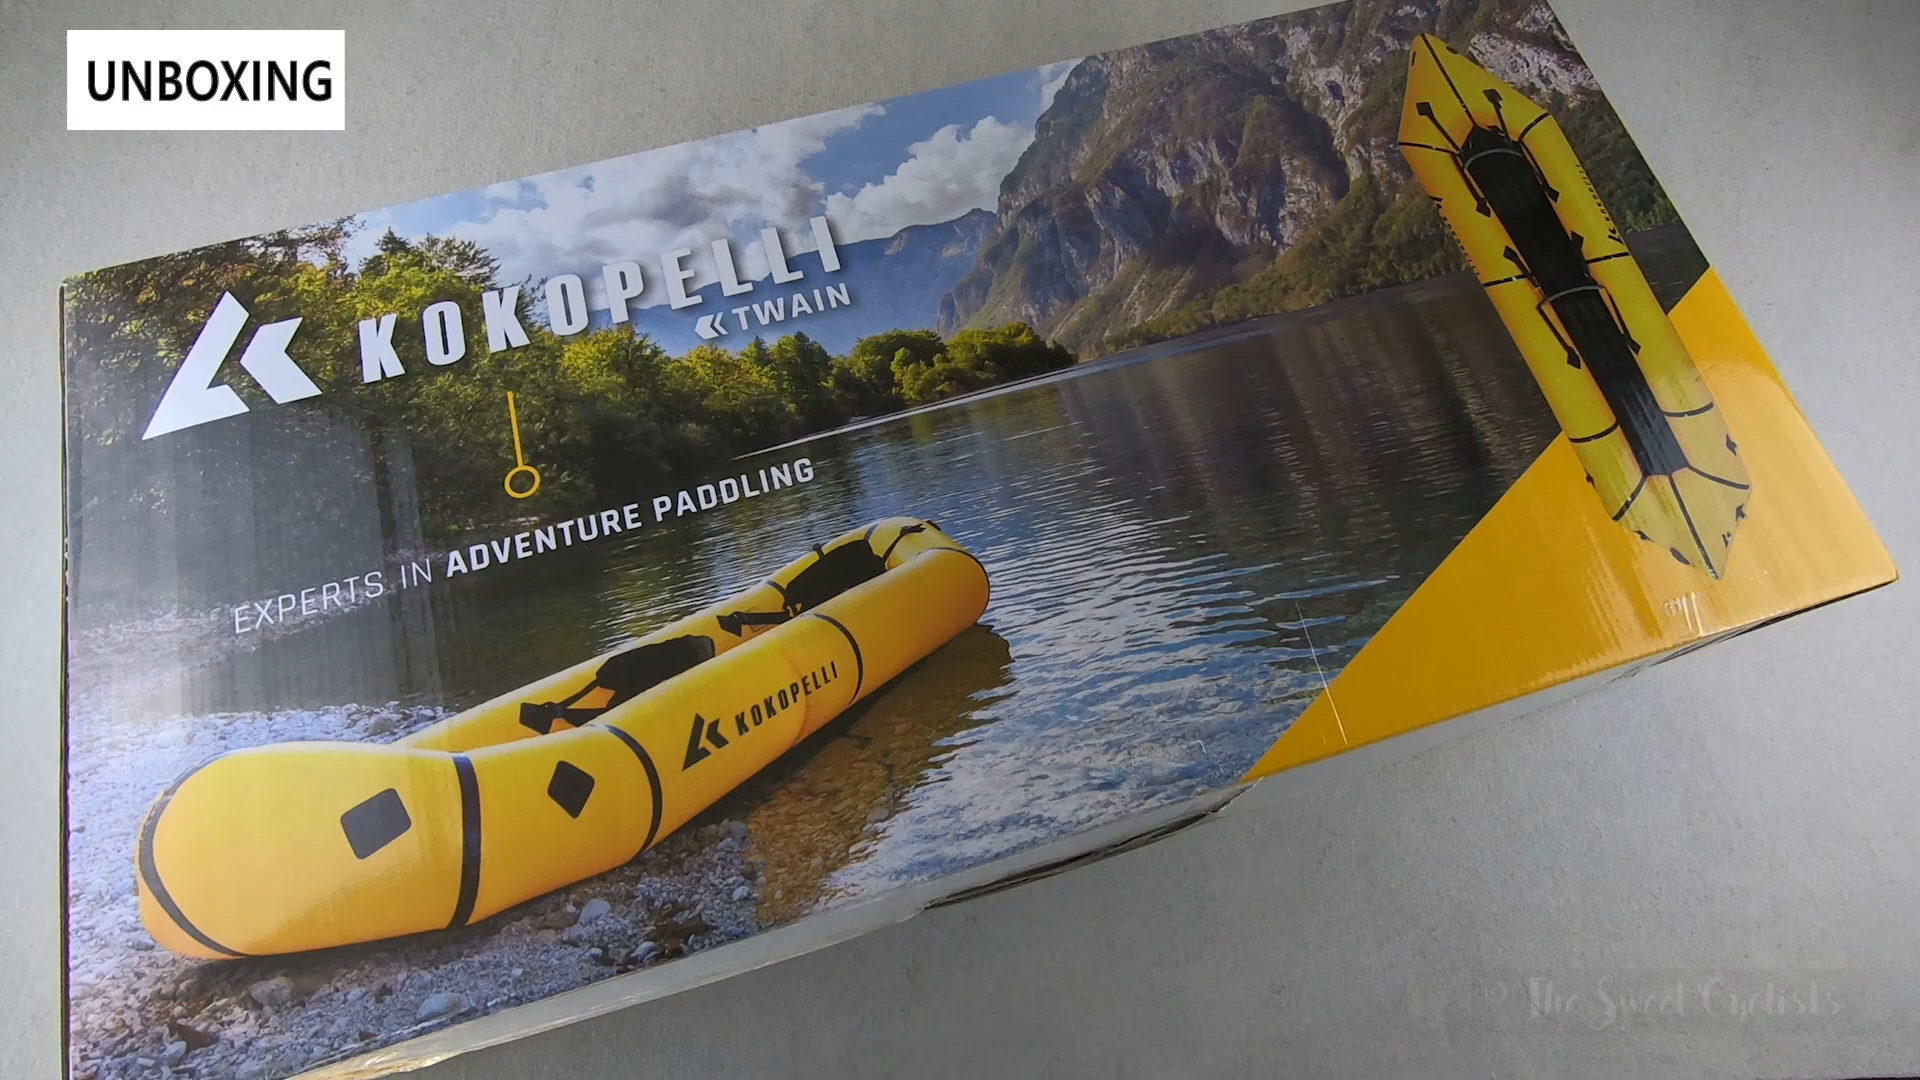 UNBOXING
KOKOPELLI
TWAIN
EXPERTS IN ADVENTURE PADDLING
KOKOPELLI
KOKOPELLI
© The Sweet Cyclists